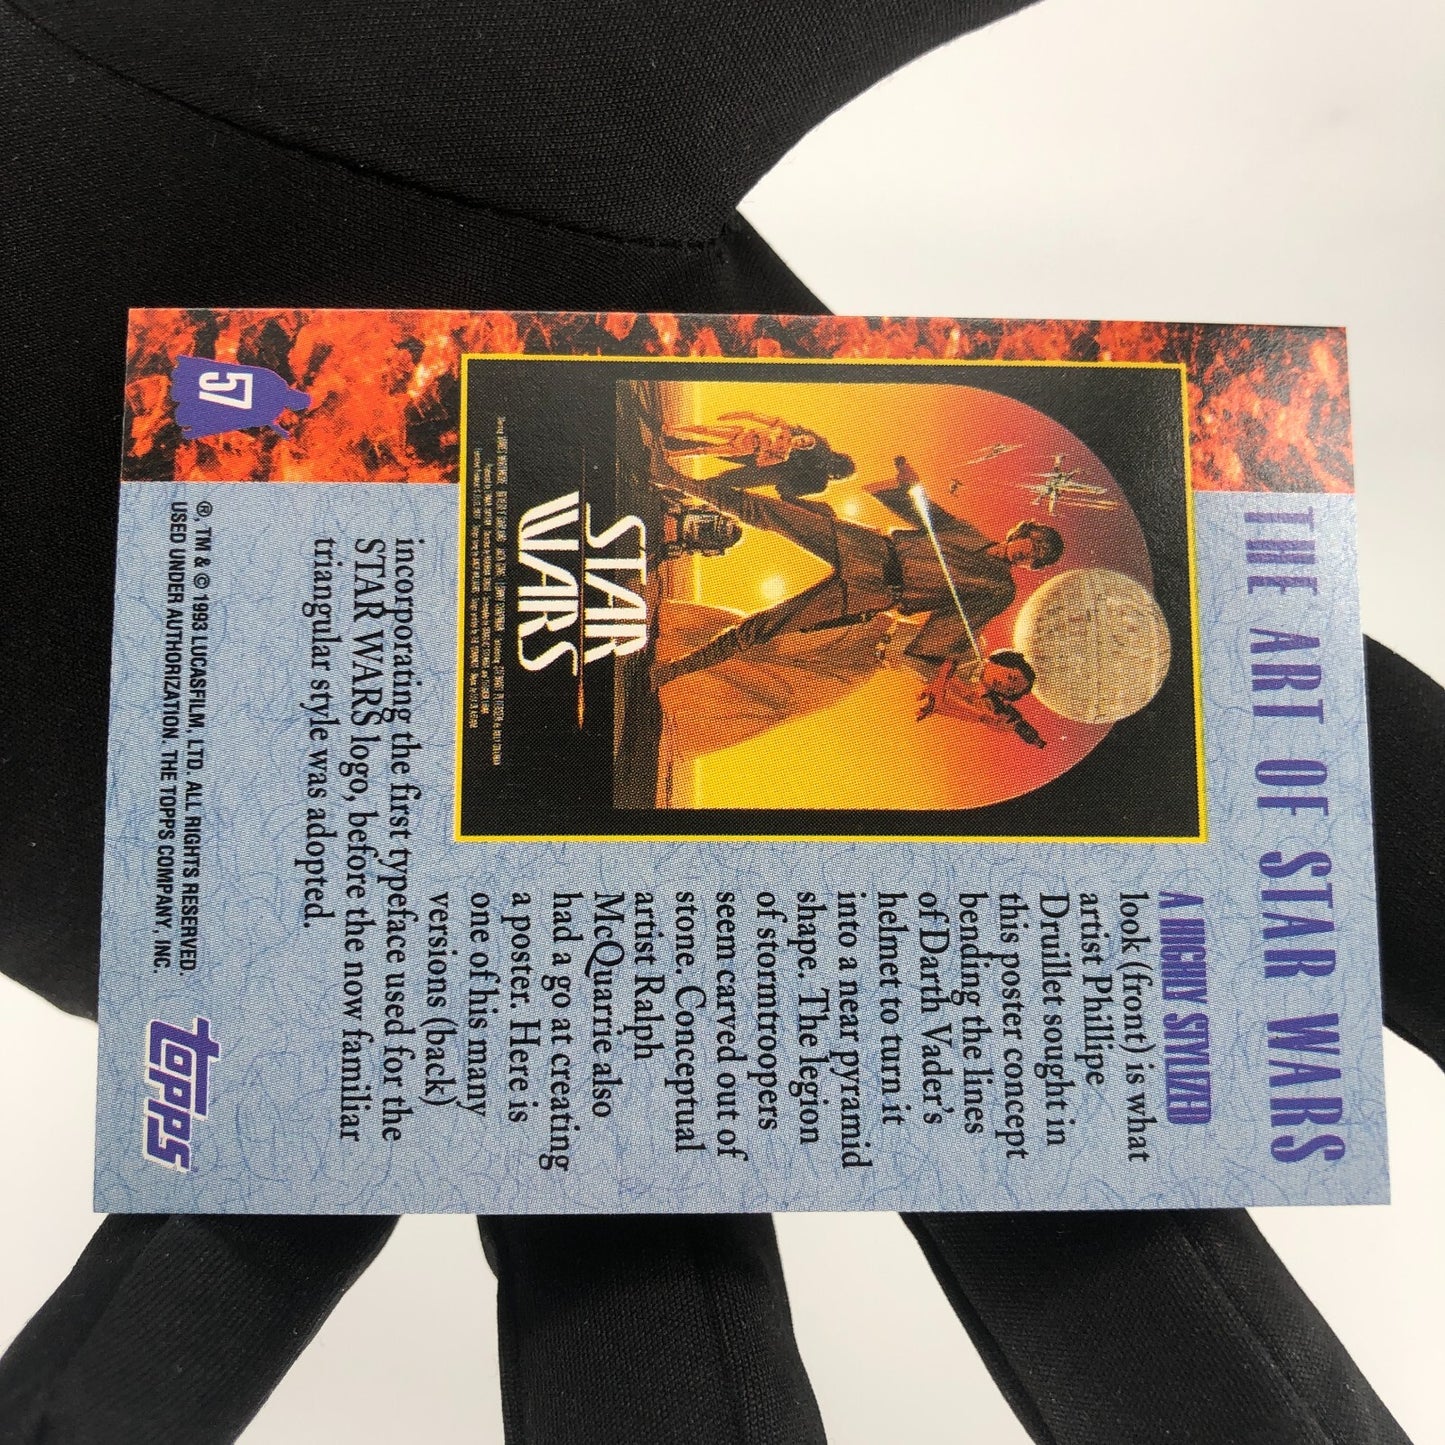 THE ART OF STAR WARS
STAR
WARS
A HIGHLY STYLIZED
look (front) is what
artist Phillipe
Druillet sought in
this poster concept
bending the lines
of Darth Vader's
helmet to turn it
into a near pyramid
shape. The legion
of stormtroopers
seem carved out of
stone. Conceptual
artist Ralph
McQuarrie also
had a go at creating
a poster. Here is
one of his many
versions (back)
incorporating the first typeface used for the
STAR WARS logo, before the now familiar
triangular style was adopted.
57
®, TM & © 1993 LUCASFILM, LTD. ALL RIGHTS RESERVED.
USED UNDER AUTHORIZATION. THE TOPPS COMPANY, INC.
topps